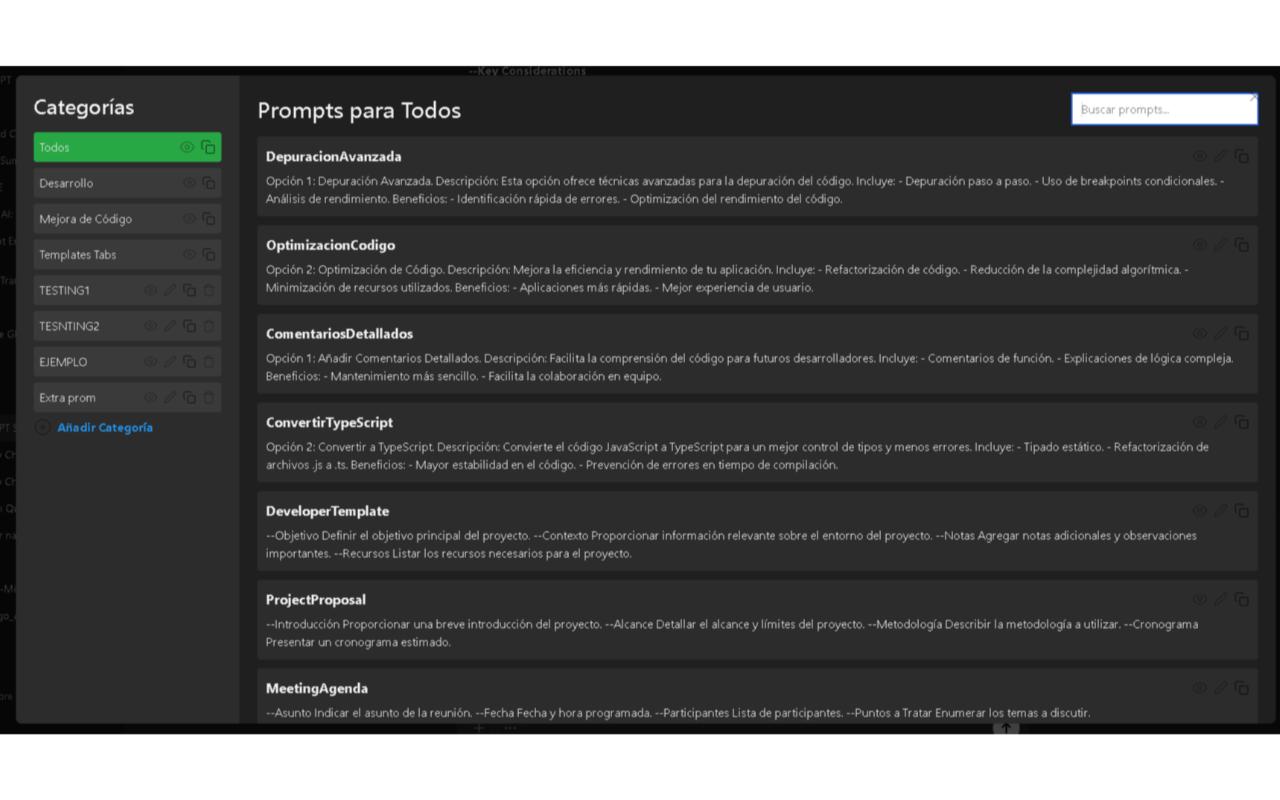 --Key Considerations
Categorías
Todos
Desarrollo
Mejora de Código
Templates Tabs
TESTING1
TESNTING2
EJEMPLO
Extra prom
Añadir Categoría
Prompts para Todos
Buscar prompts...
DepuracionAvanzada
Opción 1: Depuración Avanzada. Descripción: Esta opción ofrece técnicas avanzadas para la depuración del código. Incluye: - Depuración paso a paso. - Uso de breakpoints condicionales. -
Análisis de rendimiento. Beneficios: - Identificación rápida de errores. - Optimización del rendimiento del código.
OptimizacionCodigo
Opción 2: Optimización de Código. Descripción: Mejora la eficiencia y rendimiento de tu aplicación. Incluye: - Refactorización de código. - Reducción de la complejidad algorítmica. -
Minimización de recursos utilizados. Beneficios: - Aplicaciones más rápidas. - Mejor experiencia de usuario.
ComentariosDetallados
Opción 1: Añadir Comentarios Detallados. Descripción: Facilita la comprensión del código para futuros desarrolladores. Incluye: - Comentarios de función. - Explicaciones de lógica compleja.
Beneficios: - Mantenimiento más sencillo. - Facilita la colaboración en equipo.
ConvertirTypeScript
Opción 2: Convertir a TypeScript. Descripción: Convierte el código JavaScript a TypeScript para un mejor control de tipos y menos errores. Incluye: - Tipado estático. - Refactorización de
archivos .js a .ts. Beneficios: - Mayor estabilidad en el código. - Prevención de errores en tiempo de compilación.
DeveloperTemplate
--Objetivo Definir el objetivo principal del proyecto. --Contexto Proporcionar información relevante sobre el entorno del proyecto. --Notas Agregar notas adicionales y observaciones
importantes. --Recursos Listar los recursos necesarios para el proyecto.
ProjectProposal
--Introducción Proporcionar una breve introducción del proyecto. --Alcance Detallar el alcance y límites del proyecto. --Metodología Describir la metodología a utilizar. --Cronograma
Presentar un cronograma estimado.
MeetingAgenda
--Asunto Indicar el asunto de la reunión. --Fecha Fecha y hora programada. --Participantes Lista de participantes. --Puntos a Tratar Enumerar los temas a discutir.